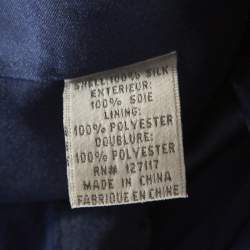 SHELL:100% SILK
EXTERIEUR:
100% SOIE
LINING:
100% POLYESTER
DOUBLURE:
100% POLYESTER
RN# 127117
MADE IN CHINA
FABRIQUE EN CHINE